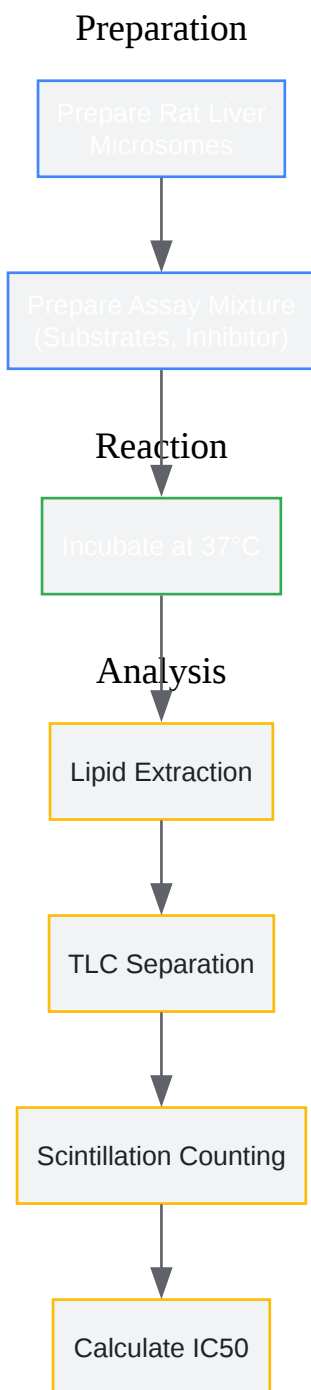 Preparation
Prepare Rat Liver
Microsomes
Prepare Assay Mixture
(Substrates, Inhibitor)
Reaction
Incubate at 37°C
Analysis
Lipid Extraction
TLC Separation
Scintillation Counting
Calculate IC50